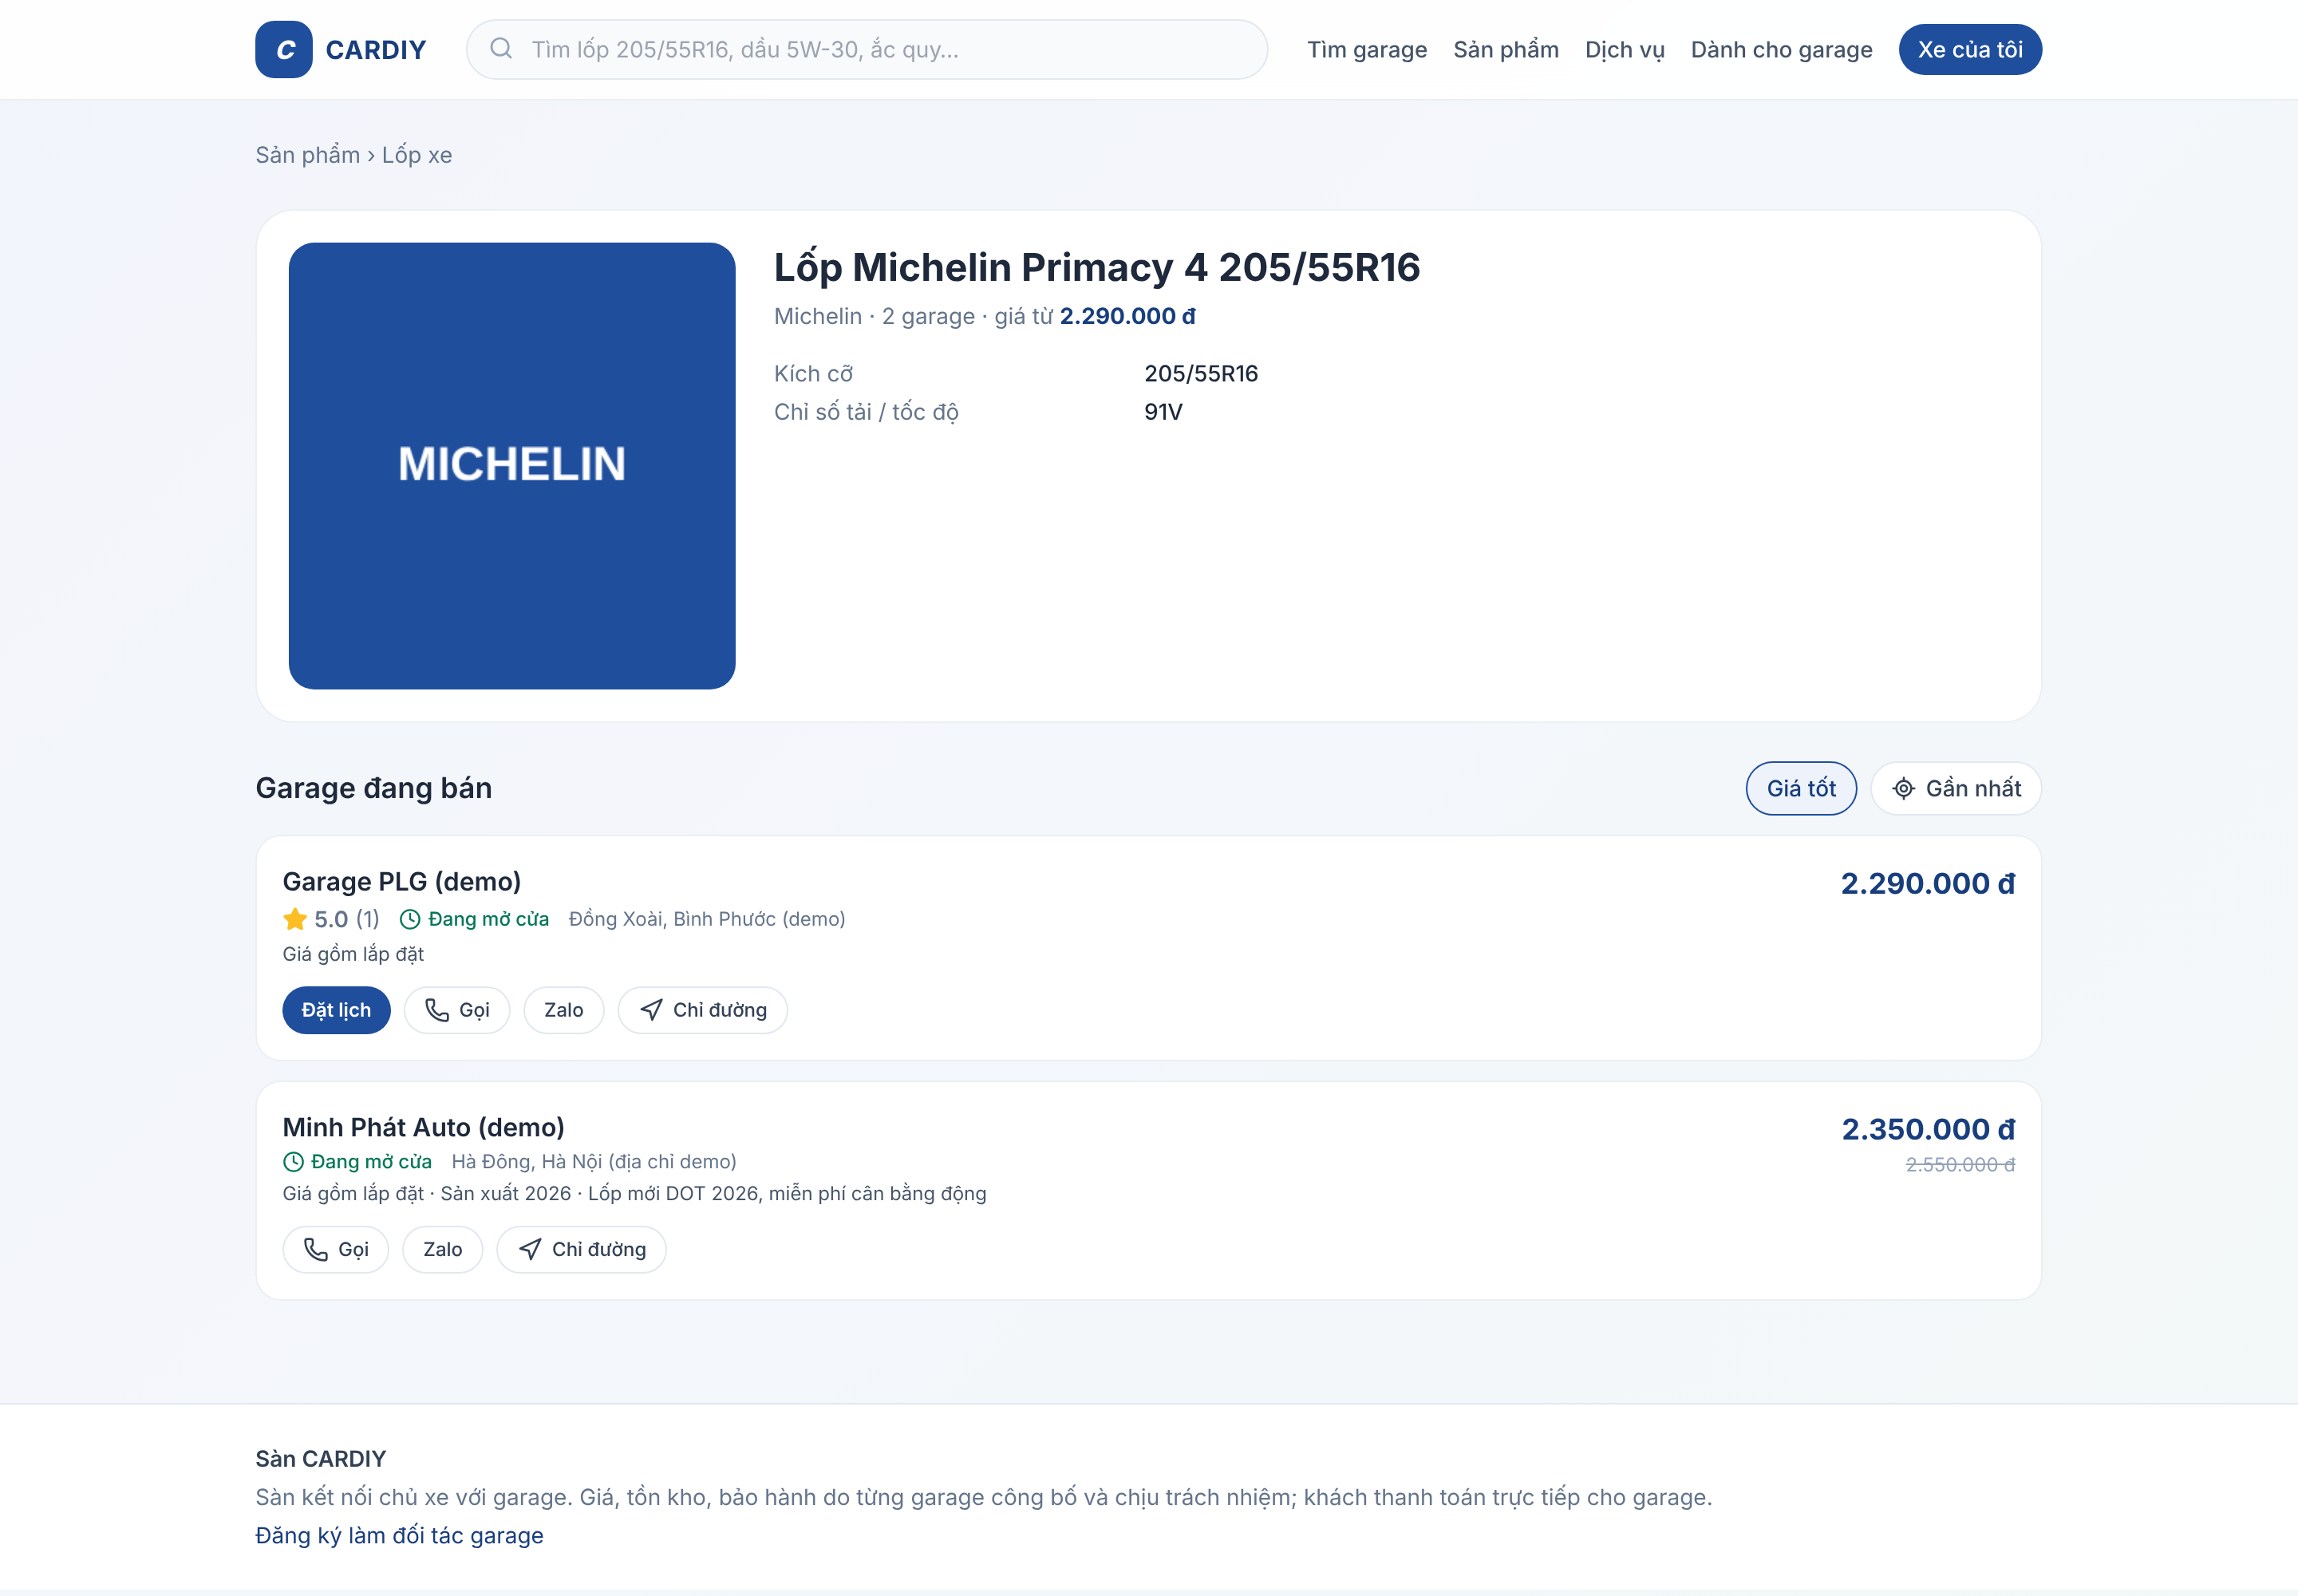 C CARDIY
Tìm lốp 205/55R16, dầu 5W-30, ắc quy...
Tìm garage Sản phẩm Dịch vụ Dành cho garage Xe của tôi
Sản phẩm › Lốp xe
MICHELIN
Lốp Michelin Primacy 4 205/55R16
Michelin · 2 garage · giá từ 2.290.000 đ
Kích cỡ 205/55R16
Chỉ số tải / tốc độ 91V
Garage đang bán
Giá tốt Gần nhất
Garage PLG (demo) 2.290.000 đ
5.0 (1) Đang mở cửa Đồng Xoài, Bình Phước (demo)
Giá gồm lắp đặt
Đặt lịch Gọi Zalo Chỉ đường
Minh Phát Auto (demo) 2.350.000 đ
Đang mở cửa Hà Đông, Hà Nội (địa chỉ demo) 2.550.000 đ
Giá gồm lắp đặt · Sản xuất 2026 · Lốp mới DOT 2026, miễn phí cân bằng động
Gọi Zalo Chỉ đường
Sàn CARDIY
Sàn kết nối chủ xe với garage. Giá, tồn kho, bảo hành do từng garage công bố và chịu trách nhiệm; khách thanh toán trực tiếp cho garage.
Đăng ký làm đối tác garage